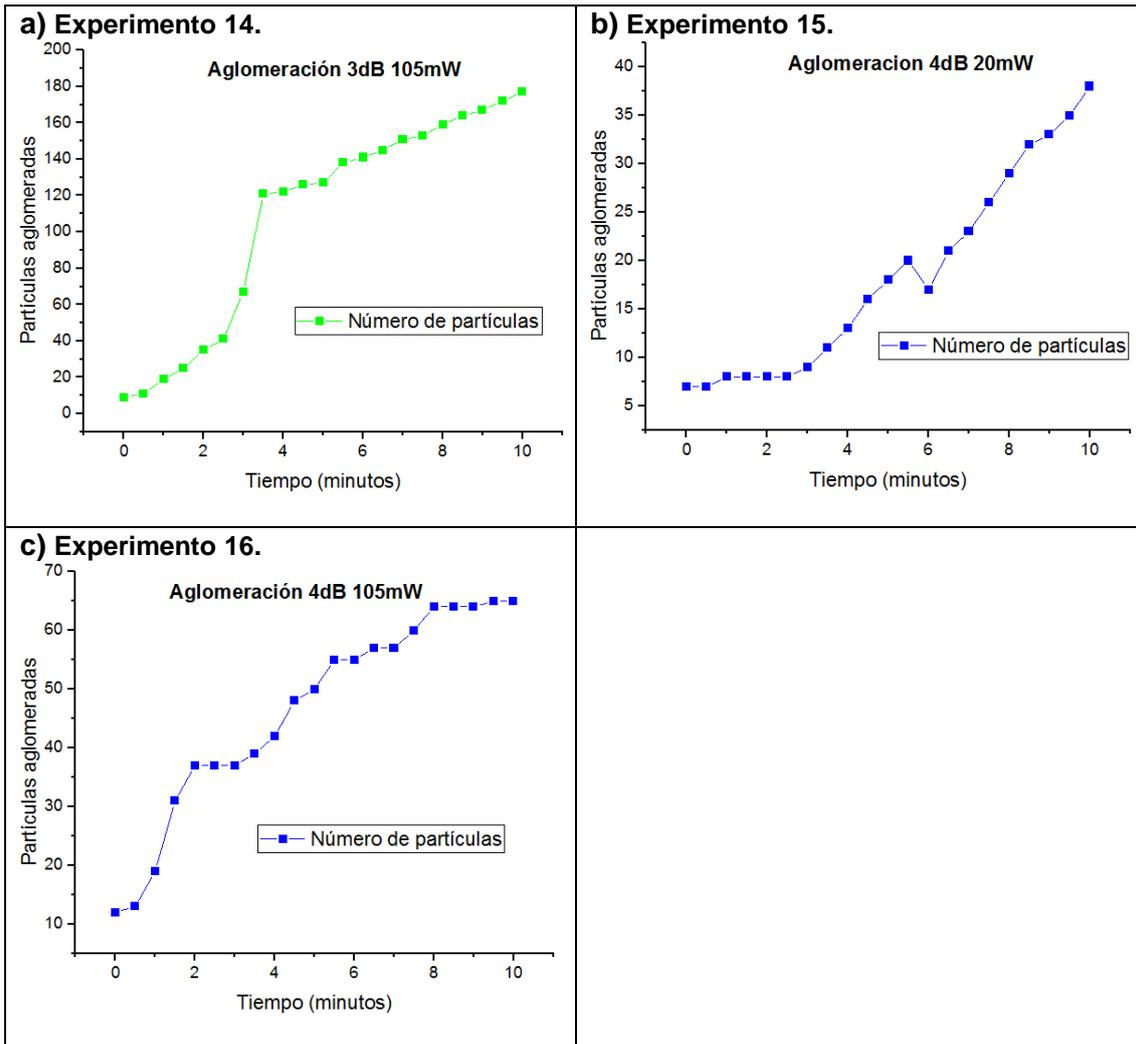 a) Experimento 14.
Aglomeración 3dB 105mW
200
180
160
140
120
100
80
60
40
20
0
Partículas aglomeradas
Número de partículas
0 2 4 6 8 10
Tiempo (minutos)
b) Experimento 15.
Aglomeracion 4dB 20mW
40
35
30
25
20
15
10
5
Partículas aglomeradas
Número de partículas
0 2 4 6 8 10
Tiempo (minutos)
c) Experimento 16.
Aglomeración 4dB 105mW
70
60
50
40
30
20
10
Partículas aglomeradas
Número de partículas
0 2 4 6 8 10
Tiempo (minutos)